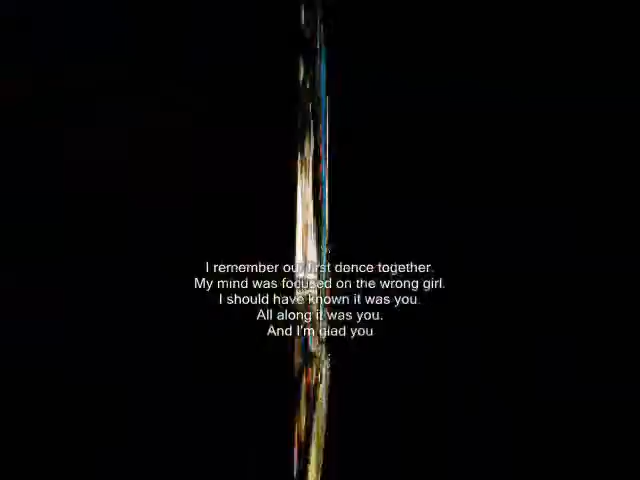 I remember our first dance together.
My mind was focused on the wrong girl.
I should have known it was you.
All along it was you.
And I'm glad you